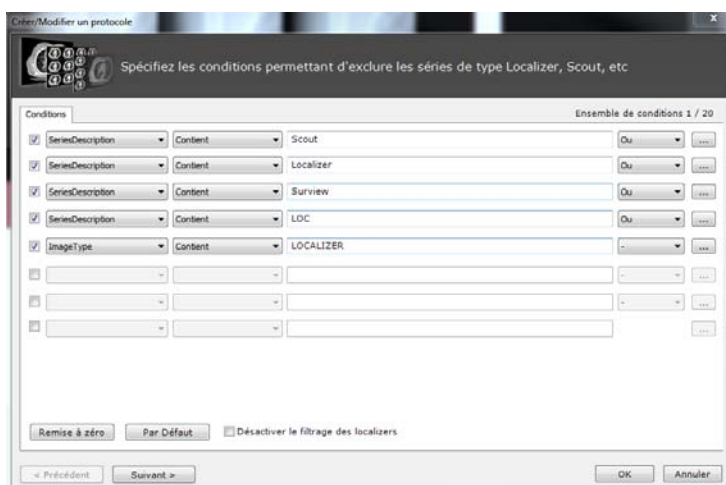 Créer/Modifier un protocole
x
Spécifiez les conditions permettant d'exclure les séries de type Localizer, Scout, etc
Conditions
Ensemble de conditions 1 / 20
SeriesDescription Contient Scout Ou ...
SeriesDescription Contient Localizer Ou ...
SeriesDescription Contient Surview Ou ...
SeriesDescription Contient LOC Ou ...
ImageType Contient LOCALIZER - ...
- ...
- ...
...
Remise à zéro Par Défaut Désactiver le filtrage des localizers
< Précédent Suivant > OK Annuler